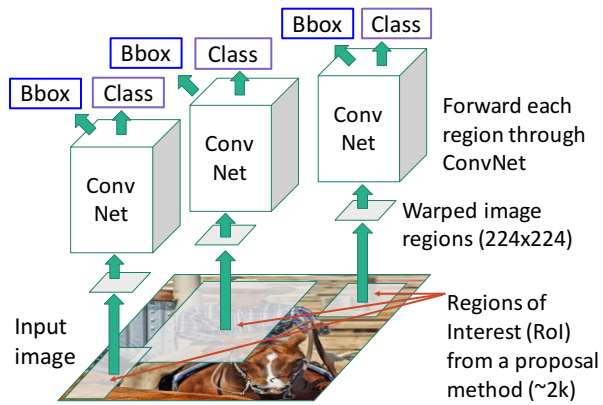 Bbox
Class
Bbox
Class
Bbox
Class
Conv
Net
Conv
Net
Conv
Net
Forward each
region through
ConvNet
Warped image
regions (224x224)
Input
image
Regions of
Interest (RoI)
from a proposal
method (~2k)